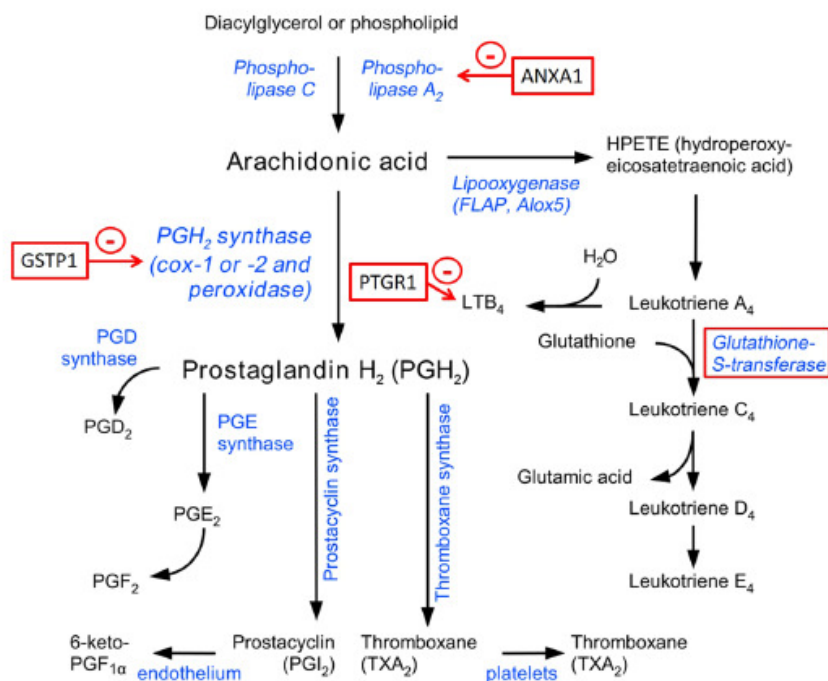 Diacylglycerol or phospholipid
Phospho-
lipase C
Phospho-
lipase A₂
-
ANXA1
Arachidonic acid
HPETE (hydroperoxy-
eicosatetraenoic acid)
Lipooxygenase
(FLAP, Alox5)
GSTP1
-
PGH₂ synthase
(cox-1 or -2 and
peroxidase)
PTGR1
-
LTB₄
H₂O
Leukotriene A₄
Glutathione
Glutathione-
S-transferase
PGD
synthase
Prostaglandin H₂ (PGH₂)
Leukotriene C₄
PGD₂
PGE
synthase
Prostacyclin synthase
Thromboxane synthase
Glutamic acid
Leukotriene D₄
PGE₂
PGF₂
Leukotriene E₄
6-keto-
PGF₁α
endothelium
Prostacyclin
(PGI₂)
Thromboxane
(TXA₂)
platelets
Thromboxane
(TXA₂)